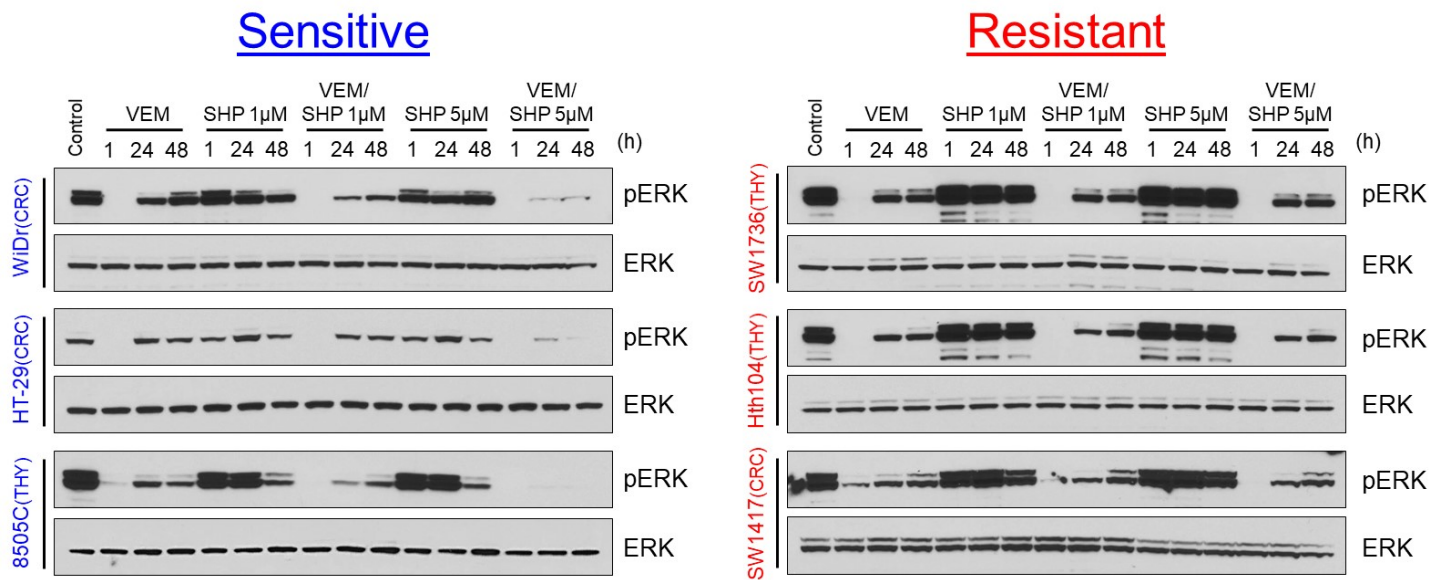 Sensitive
Control
VEM
SHP 1µM
VEM/
SHP 1µM
SHP 5µM
VEM/
SHP 5µM
1 24 48 1 24 48 1 24 48 1 24 48 1 24 48 (h)
WiDr(CRC)
pERK
ERK
HT-29(CRC)
pERK
ERK
8505C(THY)
pERK
ERK
Resistant
Control
VEM
SHP 1µM
VEM/
SHP 1µM
SHP 5µM
VEM/
SHP 5µM
1 24 48 1 24 48 1 24 48 1 24 48 1 24 48 (h)
SW1736(THY)
pERK
ERK
Hth104(THY)
pERK
ERK
SW1417(CRC)
pERK
ERK